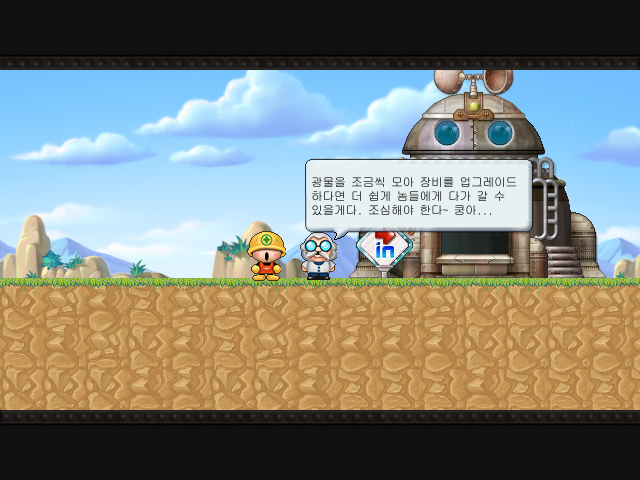 광물을 조금씩 모아 장비를 업그레이드
하다면 더 쉽게 놈들에게 다가 갈 수
있을게다. 조심해야 한다~ 쿵아...
in